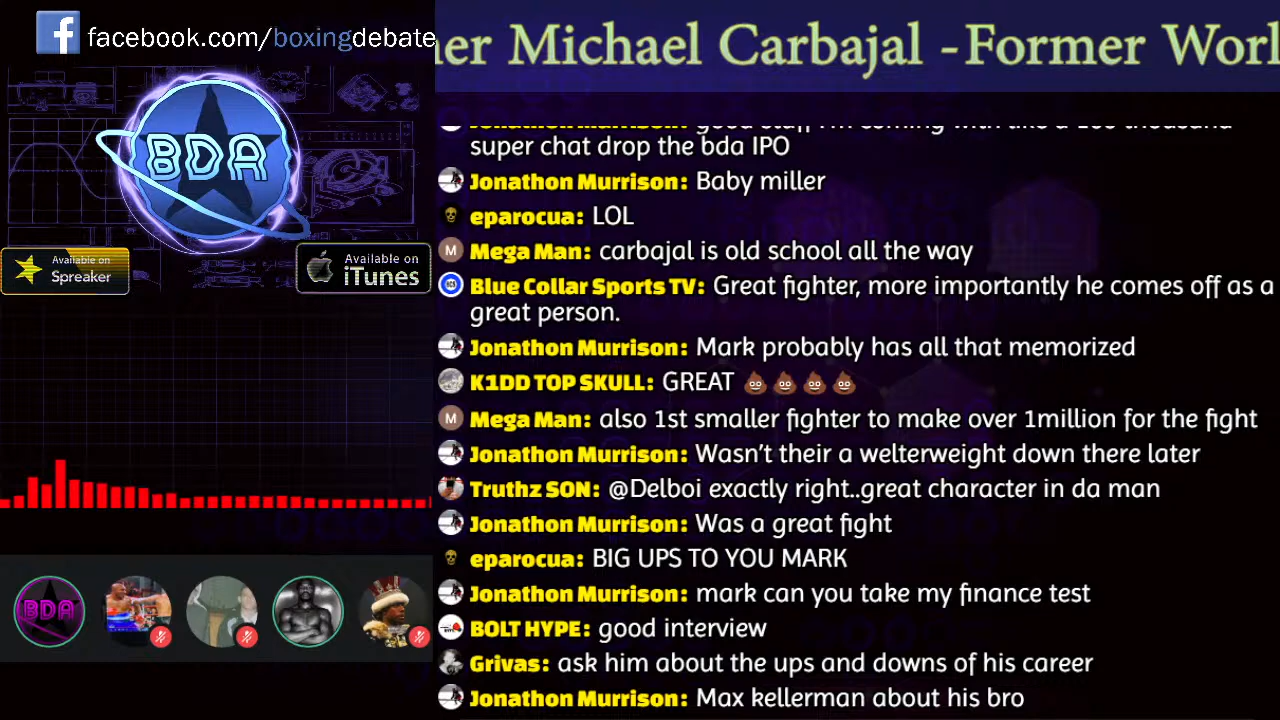 facebook.com/boxingdebate
er Michael Carbajal -Former Worl
BDA
Available on
Spreaker
Available on
iTunes
super chat drop the bda IPO
Jonathon Murrison: Baby miller
eparocua: LOL
M Mega Man: carbajal is old school all the way
Blue Collar Sports TV: Great fighter, more importantly he comes off as a
great person.
Jonathon Murrison: Mark probably has all that memorized
K1DD TOP SKULL: GREAT 💩 💩 💩 💩
M Mega Man: also 1st smaller fighter to make over 1million for the fight
Jonathon Murrison: Wasn't their a welterweight down there later
Truthz SON: @Delboi exactly right..great character in da man
Jonathon Murrison: Was a great fight
eparocua: BIG UPS TO YOU MARK
Jonathon Murrison: mark can you take my finance test
BOLT HYPE: good interview
Grivas: ask him about the ups and downs of his career
Jonathon Murrison: Max kellerman about his bro
BDA